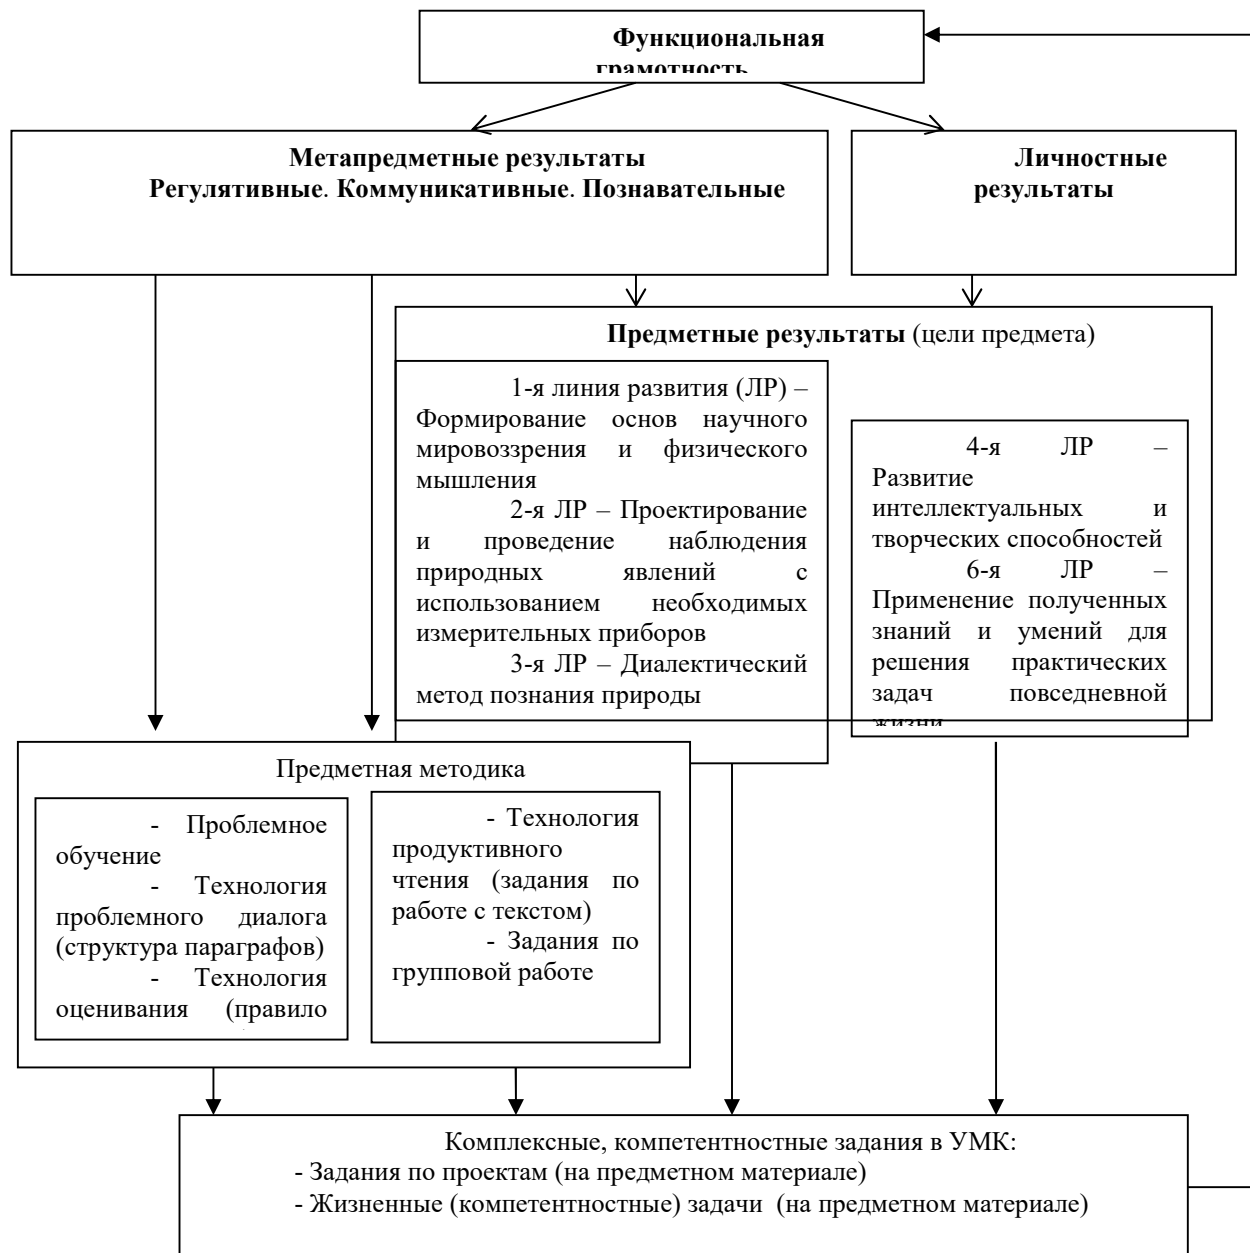 Функциональная
грамотность
Метапредметные результаты
Регулятивные. Коммуникативные. Познавательные
Личностные
результаты
Предметные результаты (цели предмета)
1-я линия развития (ЛР) –
Формирование основ научного
мировоззрения и физического
мышления
2-я ЛР – Проектирование
и проведение наблюдения
природных явлений с
использованием необходимых
измерительных приборов
3-я ЛР – Диалектический
метод познания природы
4-я ЛР –
Развитие
интеллектуальных и
творческих способностей
6-я ЛР –
Применение полученных
знаний и умений для
решения практических
задач повседневной
жизни
Предметная методика
- Проблемное
обучение
- Технология
проблемного диалога
(структура параграфов)
- Технология
оценивания (правило
- Технология
продуктивного
чтения (задания по
работе с текстом)
- Задания по
групповой работе
Комплексные, компетентностные задания в УМК:
- Задания по проектам (на предметном материале)
- Жизненные (компетентностные) задачи (на предметном материале)